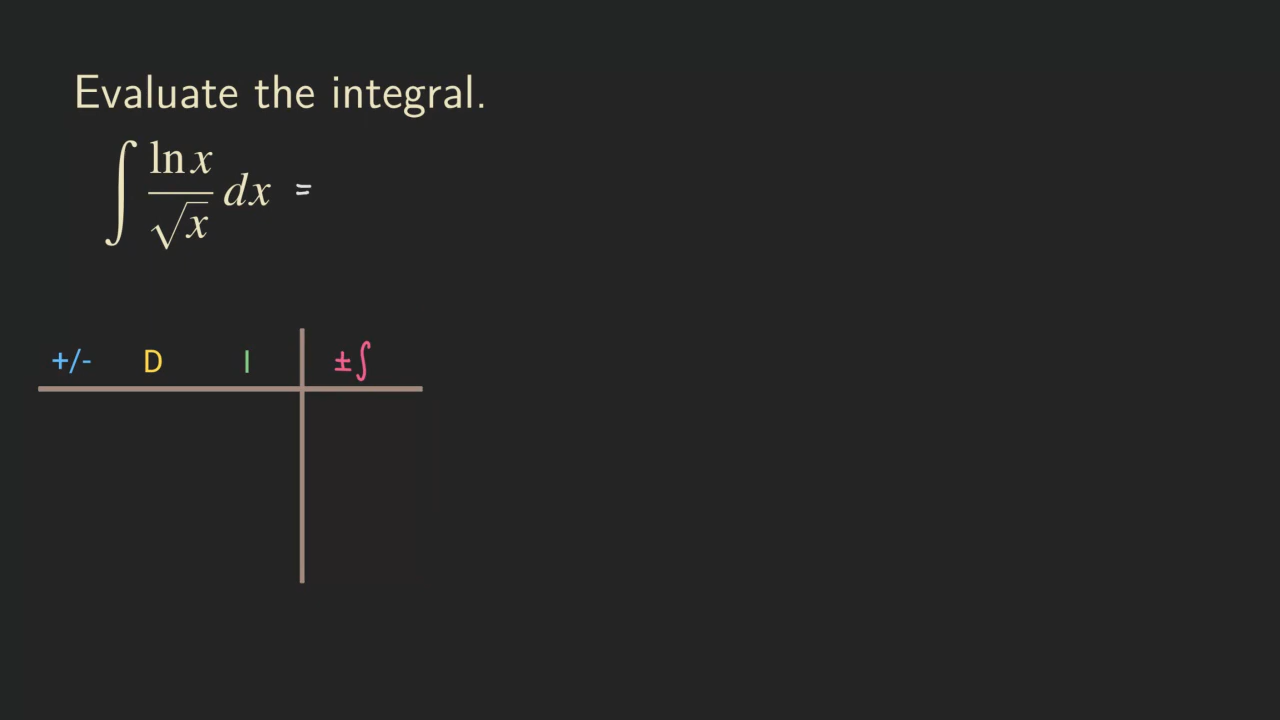 Evaluate the integral.
∫ ln x / √x dx =
+/- D I ±∫